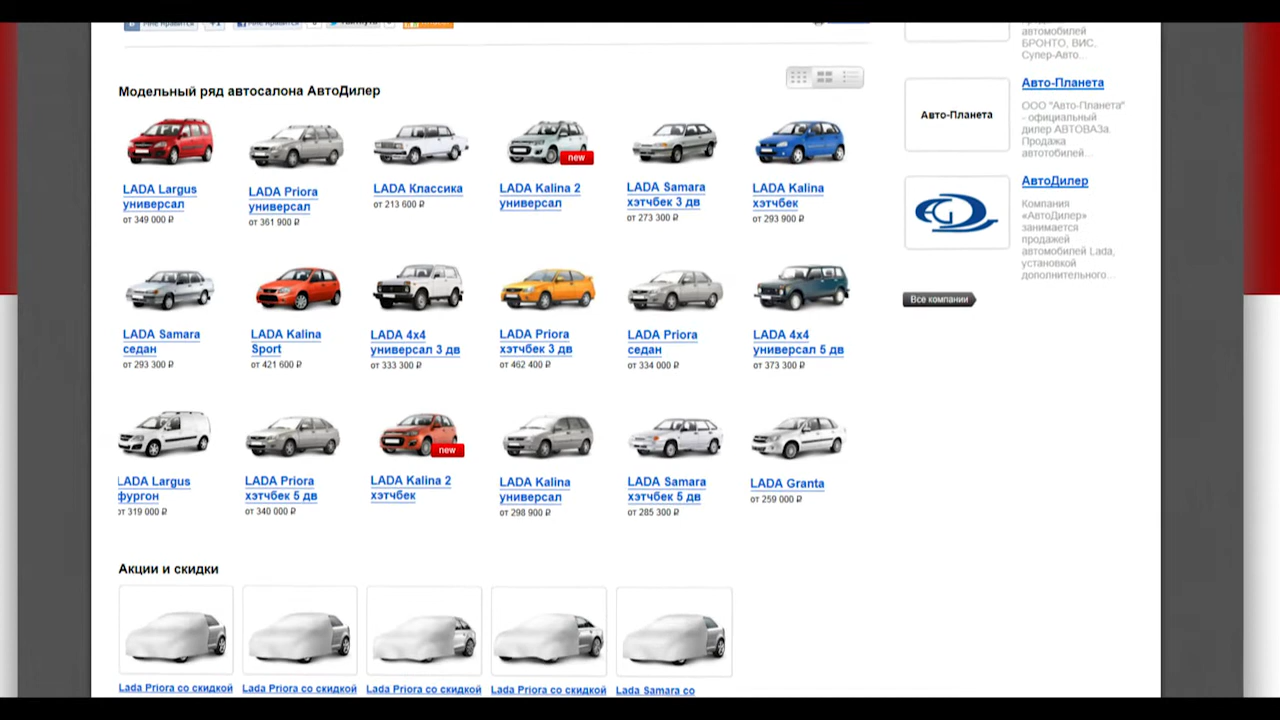 автомобилей
БРОНТО, ВИС,
Супер-Авто...
Модельный ряд автосалона АвтоДилер
LADA Largus
универсал
от 349 000 ₽
LADA Priora
универсал
от 361 900 ₽
LADA Классика
от 213 600 ₽
new
LADA Kalina 2
универсал
LADA Samara
хэтчбек 3 дв
от 273 300 ₽
LADA Kalina
хэтчбек
от 293 900 ₽
LADA Samara
седан
от 293 300 ₽
LADA Kalina
Sport
от 421 600 ₽
LADA 4x4
универсал 3 дв
от 333 300 ₽
LADA Priora
хэтчбек 3 дв
от 462 400 ₽
LADA Priora
седан
от 334 000 ₽
LADA 4x4
универсал 5 дв
от 373 300 ₽
LADA Largus
фургон
от 319 000 ₽
LADA Priora
хэтчбек 5 дв
от 340 000 ₽
new
LADA Kalina 2
хэтчбек
LADA Kalina
универсал
от 298 900 ₽
LADA Samara
хэтчбек 5 дв
от 285 300 ₽
LADA Granta
от 259 000 ₽
Акции и скидки
Lada Priora со скидкой
Lada Priora со скидкой
Lada Priora со скидкой
Lada Priora со скидкой
Lada Samara со
Авто-Планета
Авто-Планета
ООО "Авто-Планета"
- официальный
дилер АВТОВАЗа.
Продажа
автотобилей...
АвтоДилер
Компания
«АвтоДилер»
занимается
продажей
автомобилей Lada,
установкой
дополнительного...
Все компании